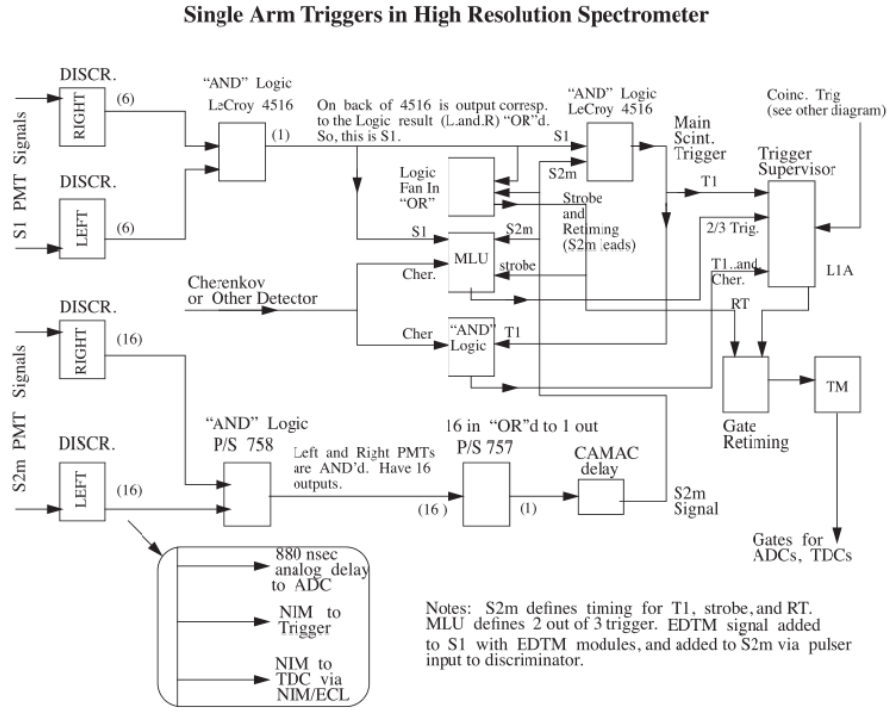 Single Arm Triggers in High Resolution Spectrometer
DISCR.
RIGHT
(6)
"AND" Logic
LeCroy 4516
(1)
On back of 4516 is output corresp.
to the Logic result (L.and.R) "OR"d.
So, this is S1.
"AND" Logic
LeCroy 4516
S1
S2m
Main
Scint.
Trigger
Coinc. Trig
(see other diagram)
Trigger
Supervisor
S1 PMT Signals
DISCR.
LEFT
(6)
Logic
Fan In
"OR"
Strobe
and
Retiming
(S2m leads)
T1
2/3 Trig.
S1
S2m
MLU
Cher.
strobe
T1..and.
Cher.
L1A
Cherenkov
or Other Detector
RT
Cher
"AND"
Logic
T1
DISCR.
RIGHT
(16)
S2m PMT Signals
Gate
Retiming
TM
DISCR.
LEFT
(16)
"AND" Logic
P/S 758
Left and Right PMTs
are AND'd. Have 16
outputs.
16 in "OR"d to 1 out
P/S 757
(16 )
(1)
CAMAC
delay
S2m
Signal
Gates for
ADCs, TDCs
880 nsec
analog delay
to ADC
NIM to
Trigger
NIM to
TDC via
NIM/ECL
Notes: S2m defines timing for T1, strobe, and RT.
MLU defines 2 out of 3 trigger. EDTM signal added
to S1 with EDTM modules, and added to S2m via pulser
input to discriminator.